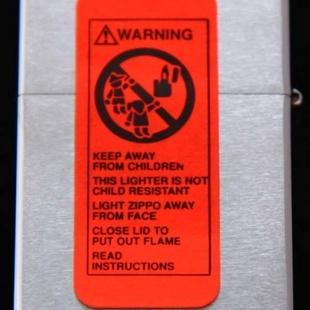 WARNING
KEEP AWAY
FROM CHILDREN
THIS LIGHTER IS NOT
CHILD RESISTANT
LIGHT ZIPPO AWAY
FROM FACE
CLOSE LID TO
PUT OUT FLAME
READ
INSTRUCTIONS